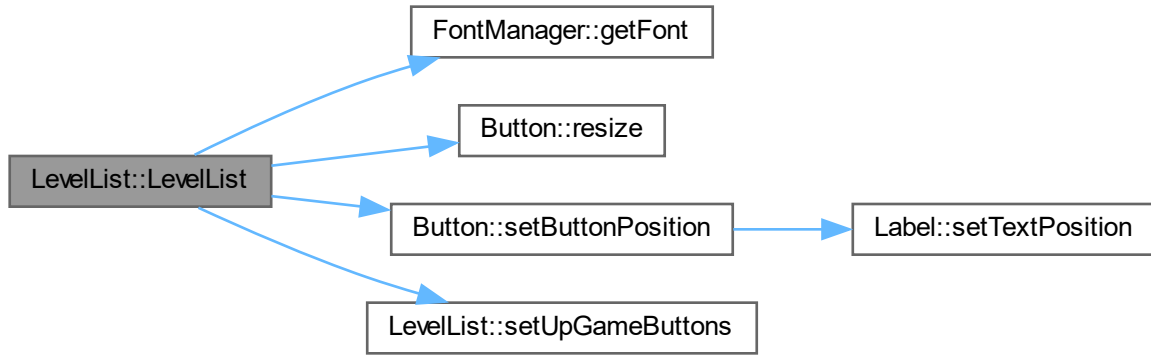 FontManager::getFont
Button::resize
LevelList::LevelList
Button::setButtonPosition
Label::setTextPosition
LevelList::setUpGameButtons